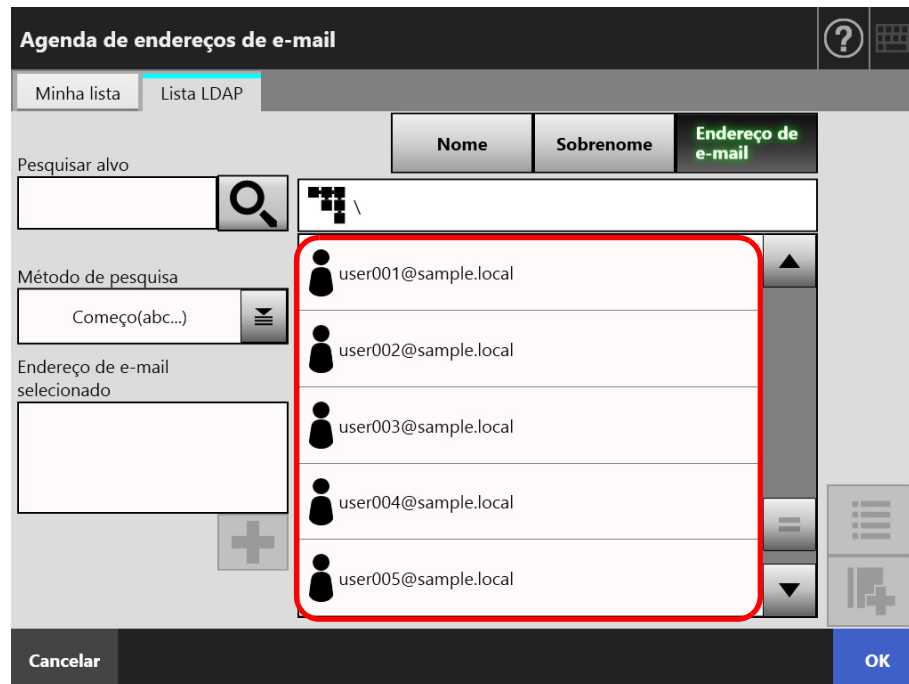 Agenda de endereços de e-mail
?
Minha lista
Lista LDAP
Nome
Sobrenome
Endereço de
e-mail
Pesquisar alvo
\
Método de pesquisa
Começo(abc...)
Endereço de e-mail
selecionado
user001@sample.local
user002@sample.local
user003@sample.local
user004@sample.local
user005@sample.local
Cancelar
OK